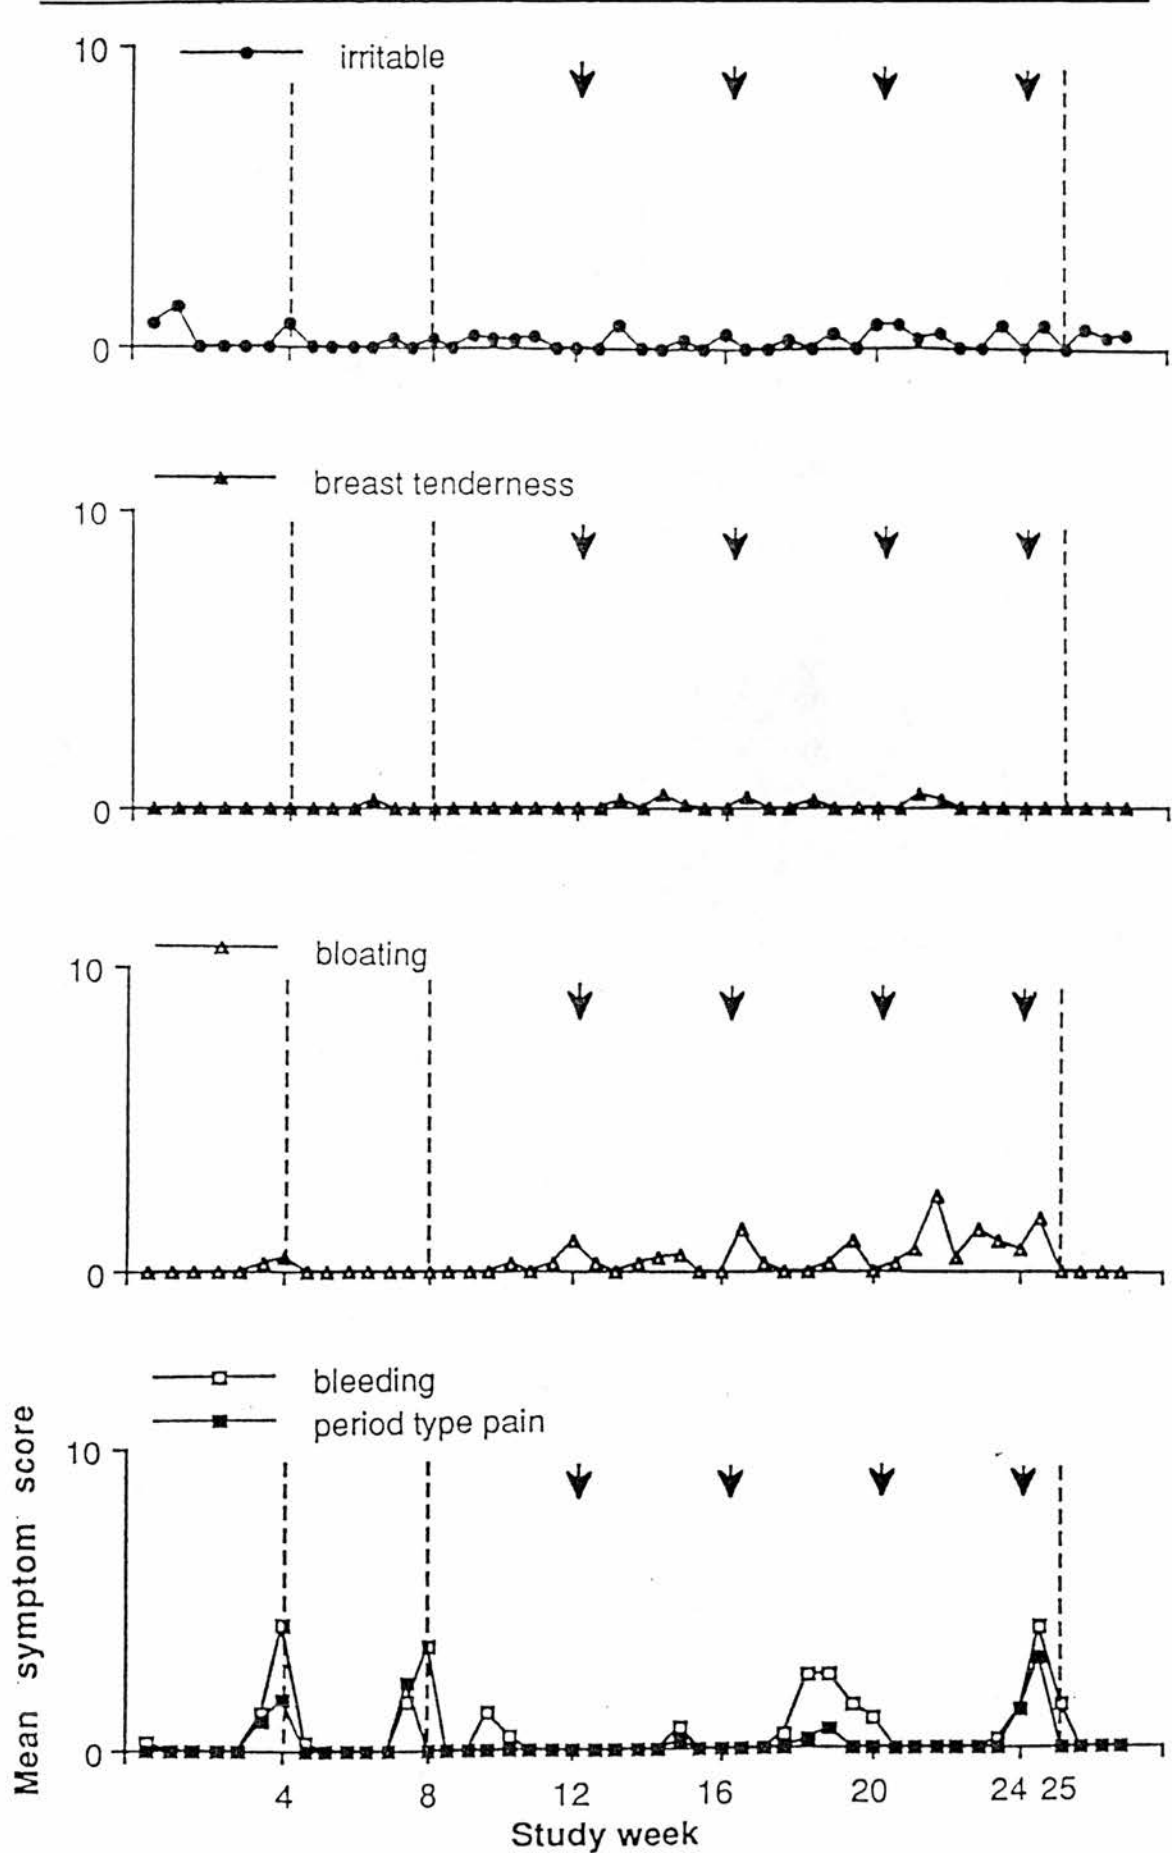 10
irritable
0
breast tenderness
10
0
bloating
10
0
bleeding
period type pain
10
0
Mean symptom score
4 8 12 16 20 24 25
Study week